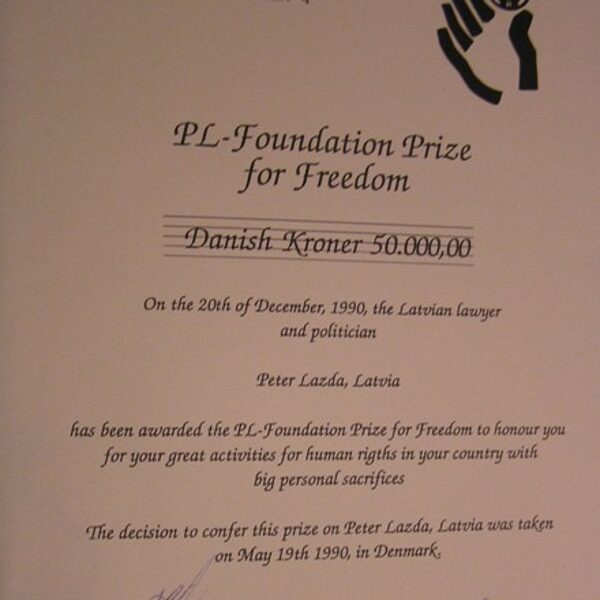 PL-Foundation Prize
for Freedom
Danish Kroner 50.000,00
On the 20th of December, 1990, the Latvian lawyer
and politician
Peter Lazda, Latvia
has been awarded the PL-Foundation Prize for Freedom to honour you
for your great activities for human rigths in your country with
big personal sacrifices
The decision to confer this prize on Peter Lazda, Latvia was taken
on May 19th 1990, in Denmark.